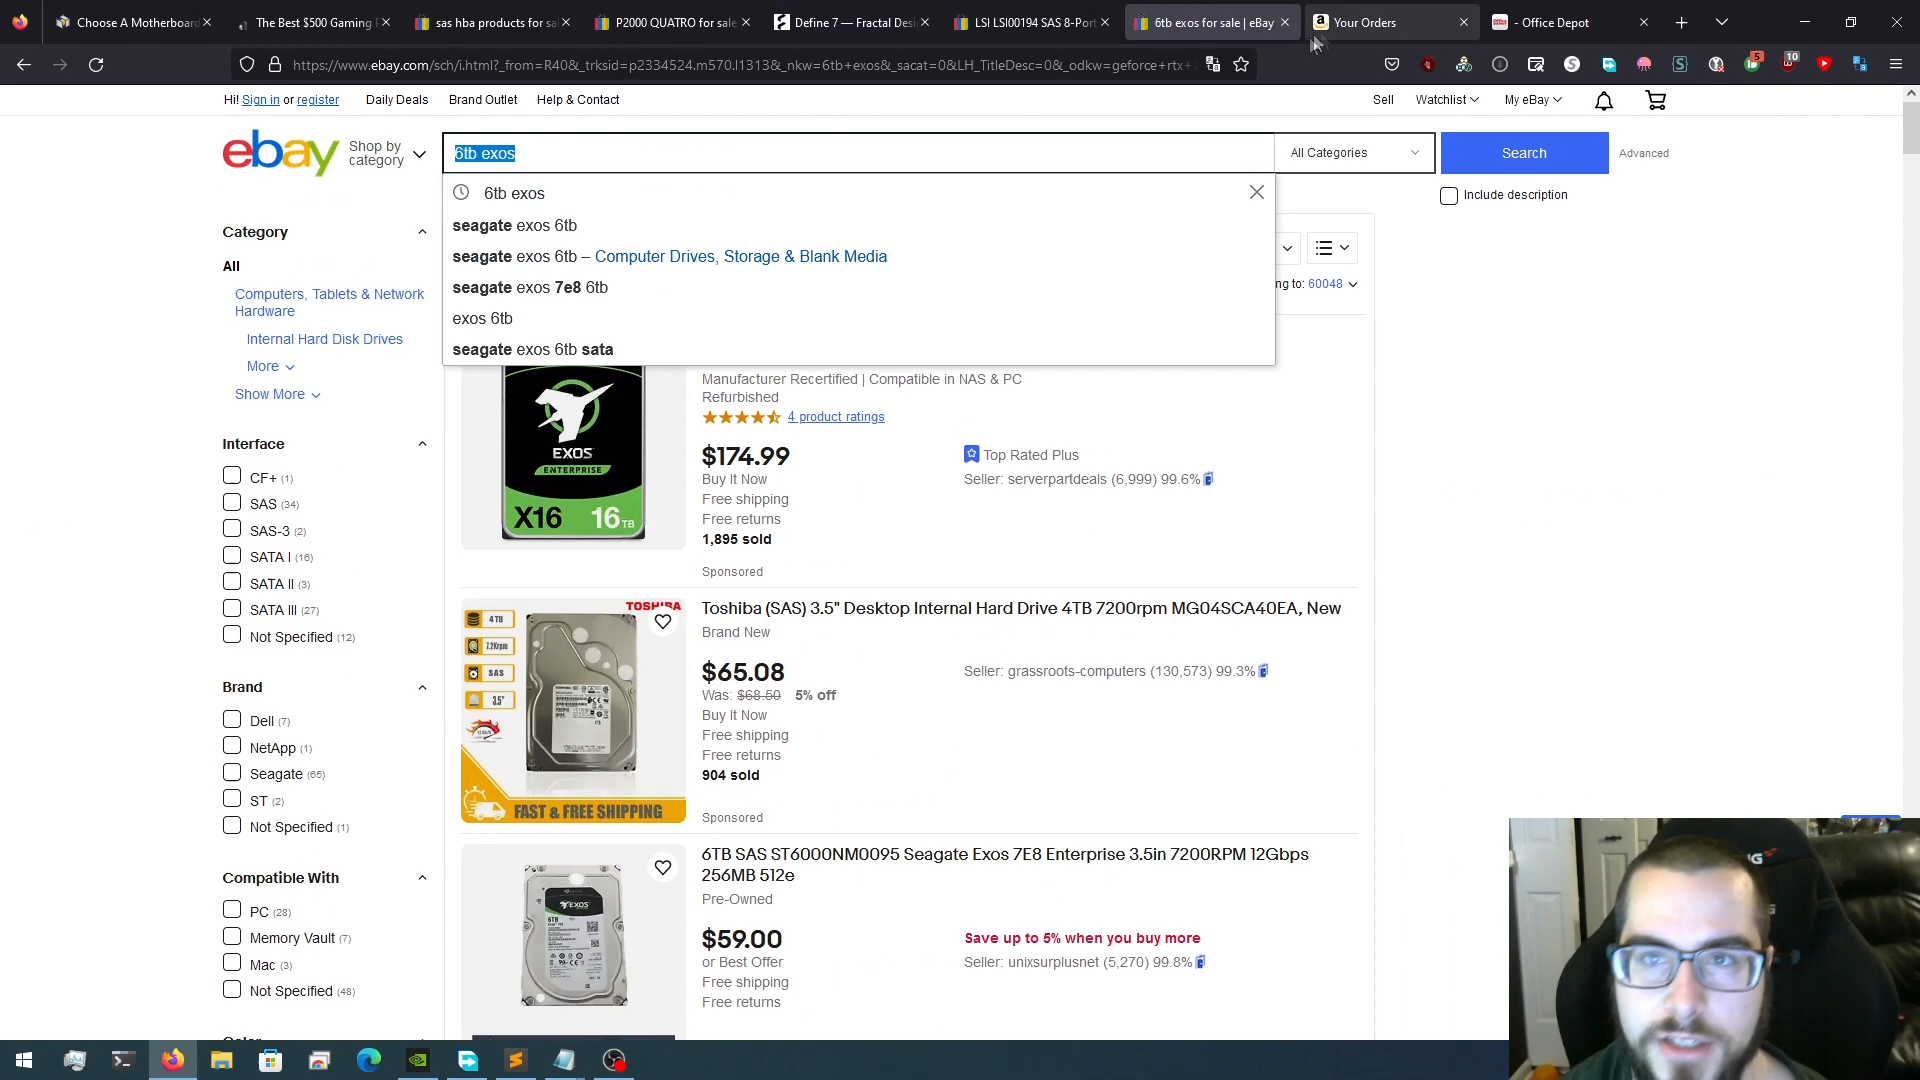 Choose A Motherboard
The Best $500 Gaming
sas hba products for sa
P2000 QUATRO for sale
Define 7 — Fractal Des
LSI LSI00194 SAS 8-Port
6tb exos for sale | eBay
Your Orders
- Office Depot
https://www.ebay.com/sch/i.html?_from=R40&_trksid=p2334524.m570.l1313&_nkw=6tb+exos&_sacat=0&LH_TitleDesc=0&_odkw=geforce+rtx+
5
10
Hi! Sign in or register
Daily Deals
Brand Outlet
Help & Contact
Sell
Watchlist
My eBay
ebay
Shop by
category
6tb exos
All Categories
Search
Advanced
Include description
6tb exos
seagate exos 6tb
seagate exos 6tb – Computer Drives, Storage & Blank Media
seagate exos 7e8 6tb
exos 6tb
seagate exos 6tb sata
ng to: 60048
Category
All
Computers, Tablets & Network
Hardware
Internal Hard Disk Drives
More
Show More
Interface
CF+ (1)
SAS (34)
SAS-3 (2)
SATA I (16)
SATA II (3)
SATA III (27)
Not Specified (12)
Brand
Dell (7)
NetApp (1)
Seagate (65)
ST (2)
Not Specified (1)
Compatible With
PC (28)
Memory Vault (7)
Mac (3)
Not Specified (48)
Color
EXOS
ENTERPRISE
X16 16TB
Manufacturer Recertified | Compatible in NAS & PC
Refurbished
4 product ratings
$174.99
Buy It Now
Free shipping
Free returns
1,895 sold
Sponsored
Top Rated Plus
Seller: serverpartdeals (6,999) 99.6%
TOSHIBA
4 TB
7.2Krpm
SAS
3.5"
FAST & FREE SHIPPING
Toshiba (SAS) 3.5" Desktop Internal Hard Drive 4TB 7200rpm MG04SCA40EA, New
Brand New
$65.08
Was: $68.50 5% off
Buy It Now
Free shipping
Free returns
904 sold
Sponsored
Seller: grassroots-computers (130,573) 99.3%
EXOS
6TB SAS ST6000NM0095 Seagate Exos 7E8 Enterprise 3.5in 7200RPM 12Gbps
256MB 512e
Pre-Owned
$59.00
or Best Offer
Free shipping
Free returns
Save up to 5% when you buy more
Seller: unixsurplusnet (5,270) 99.8%